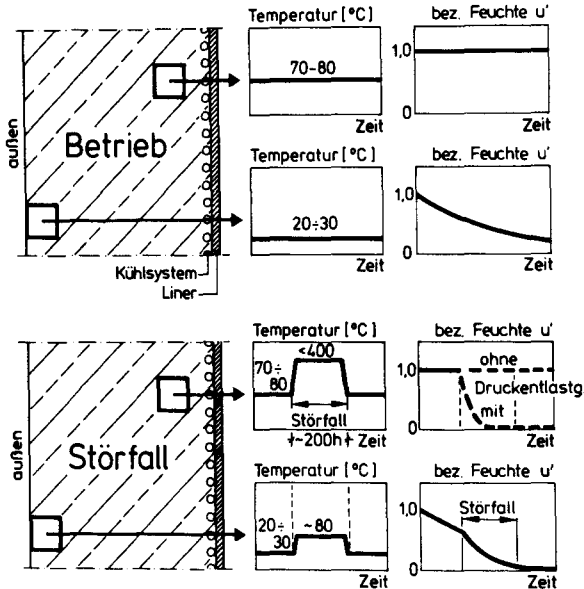 Temperatur [°C]
bez. Feuchte u'
70-80
1,0
0
Zeit
Zeit
außen
Betrieb
Temperatur [°C]
bez. Feuchte u'
20÷30
1,0
0
Zeit
Zeit
Kühlsystem
Liner
Temperatur [°C]
bez. Feuchte u'
<400
70÷
80
Störfall
~200h
Zeit
ohne
1,0
Druckentlastg
mit
0
Zeit
außen
Störfall
Temperatur [°C]
bez. Feuchte u'
20÷
30
~80
Zeit
1,0
Störfall
0
Zeit